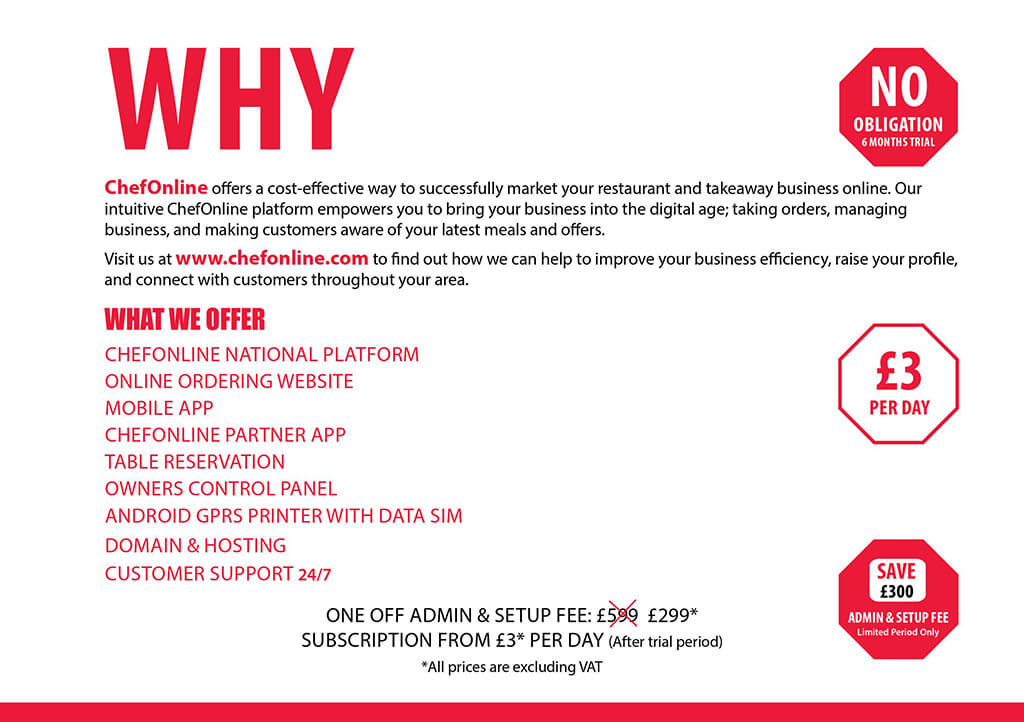 WHY
NO
OBLIGATION
6 MONTHS TRIAL
ChefOnline offers a cost-effective way to successfully market your restaurant and takeaway business online. Our
intuitive ChefOnline platform empowers you to bring your business into the digital age; taking orders, managing
business, and making customers aware of your latest meals and offers.
Visit us at www.chefonline.com to find out how we can help to improve your business efficiency, raise your profile,
and connect with customers throughout your area.
WHAT WE OFFER
CHEFONLINE NATIONAL PLATFORM
ONLINE ORDERING WEBSITE
MOBILE APP
CHEFONLINE PARTNER APP
TABLE RESERVATION
OWNERS CONTROL PANEL
ANDROID GPRS PRINTER WITH DATA SIM
DOMAIN & HOSTING
CUSTOMER SUPPORT 24/7
£3
PER DAY
SAVE
£300
ADMIN & SETUP FEE
Limited Period Only
ONE OFF ADMIN & SETUP FEE: £599 £299*
SUBSCRIPTION FROM £3* PER DAY (After trial period)
*All prices are excluding VAT